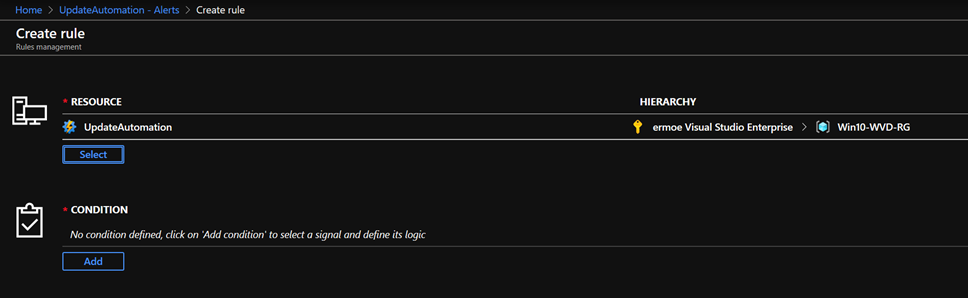 Home > UpdateAutomation - Alerts > Create rule
Create rule
Rules management
* RESOURCE HIERARCHY
UpdateAutomation ermoe Visual Studio Enterprise > Win10-WVD-RG
Select
* CONDITION
No condition defined, click on 'Add condition' to select a signal and define its logic
Add